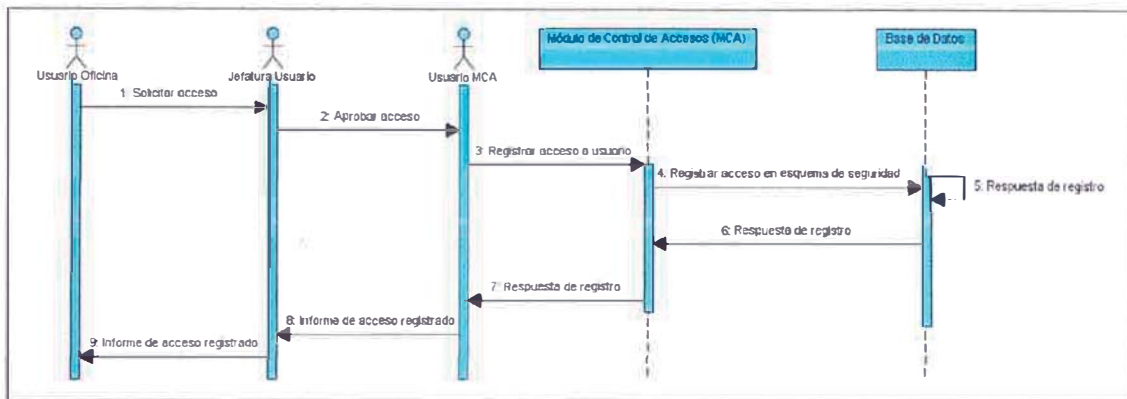 Módulo de Control de Accesos (MCA)
Base de Datos
Usuario Oficina
Jefatura Usuario
Usuario MCA
1: Solicitar acceso
2: Aprobar acceso
3: Registrar acceso a usuario
4. Registrar acceso en esquema de seguridad
5: Respuesta de registro
6: Respuesta de registro
7: Respuesta de registro
8: Informe de acceso registrado
9: Informe de acceso registrado